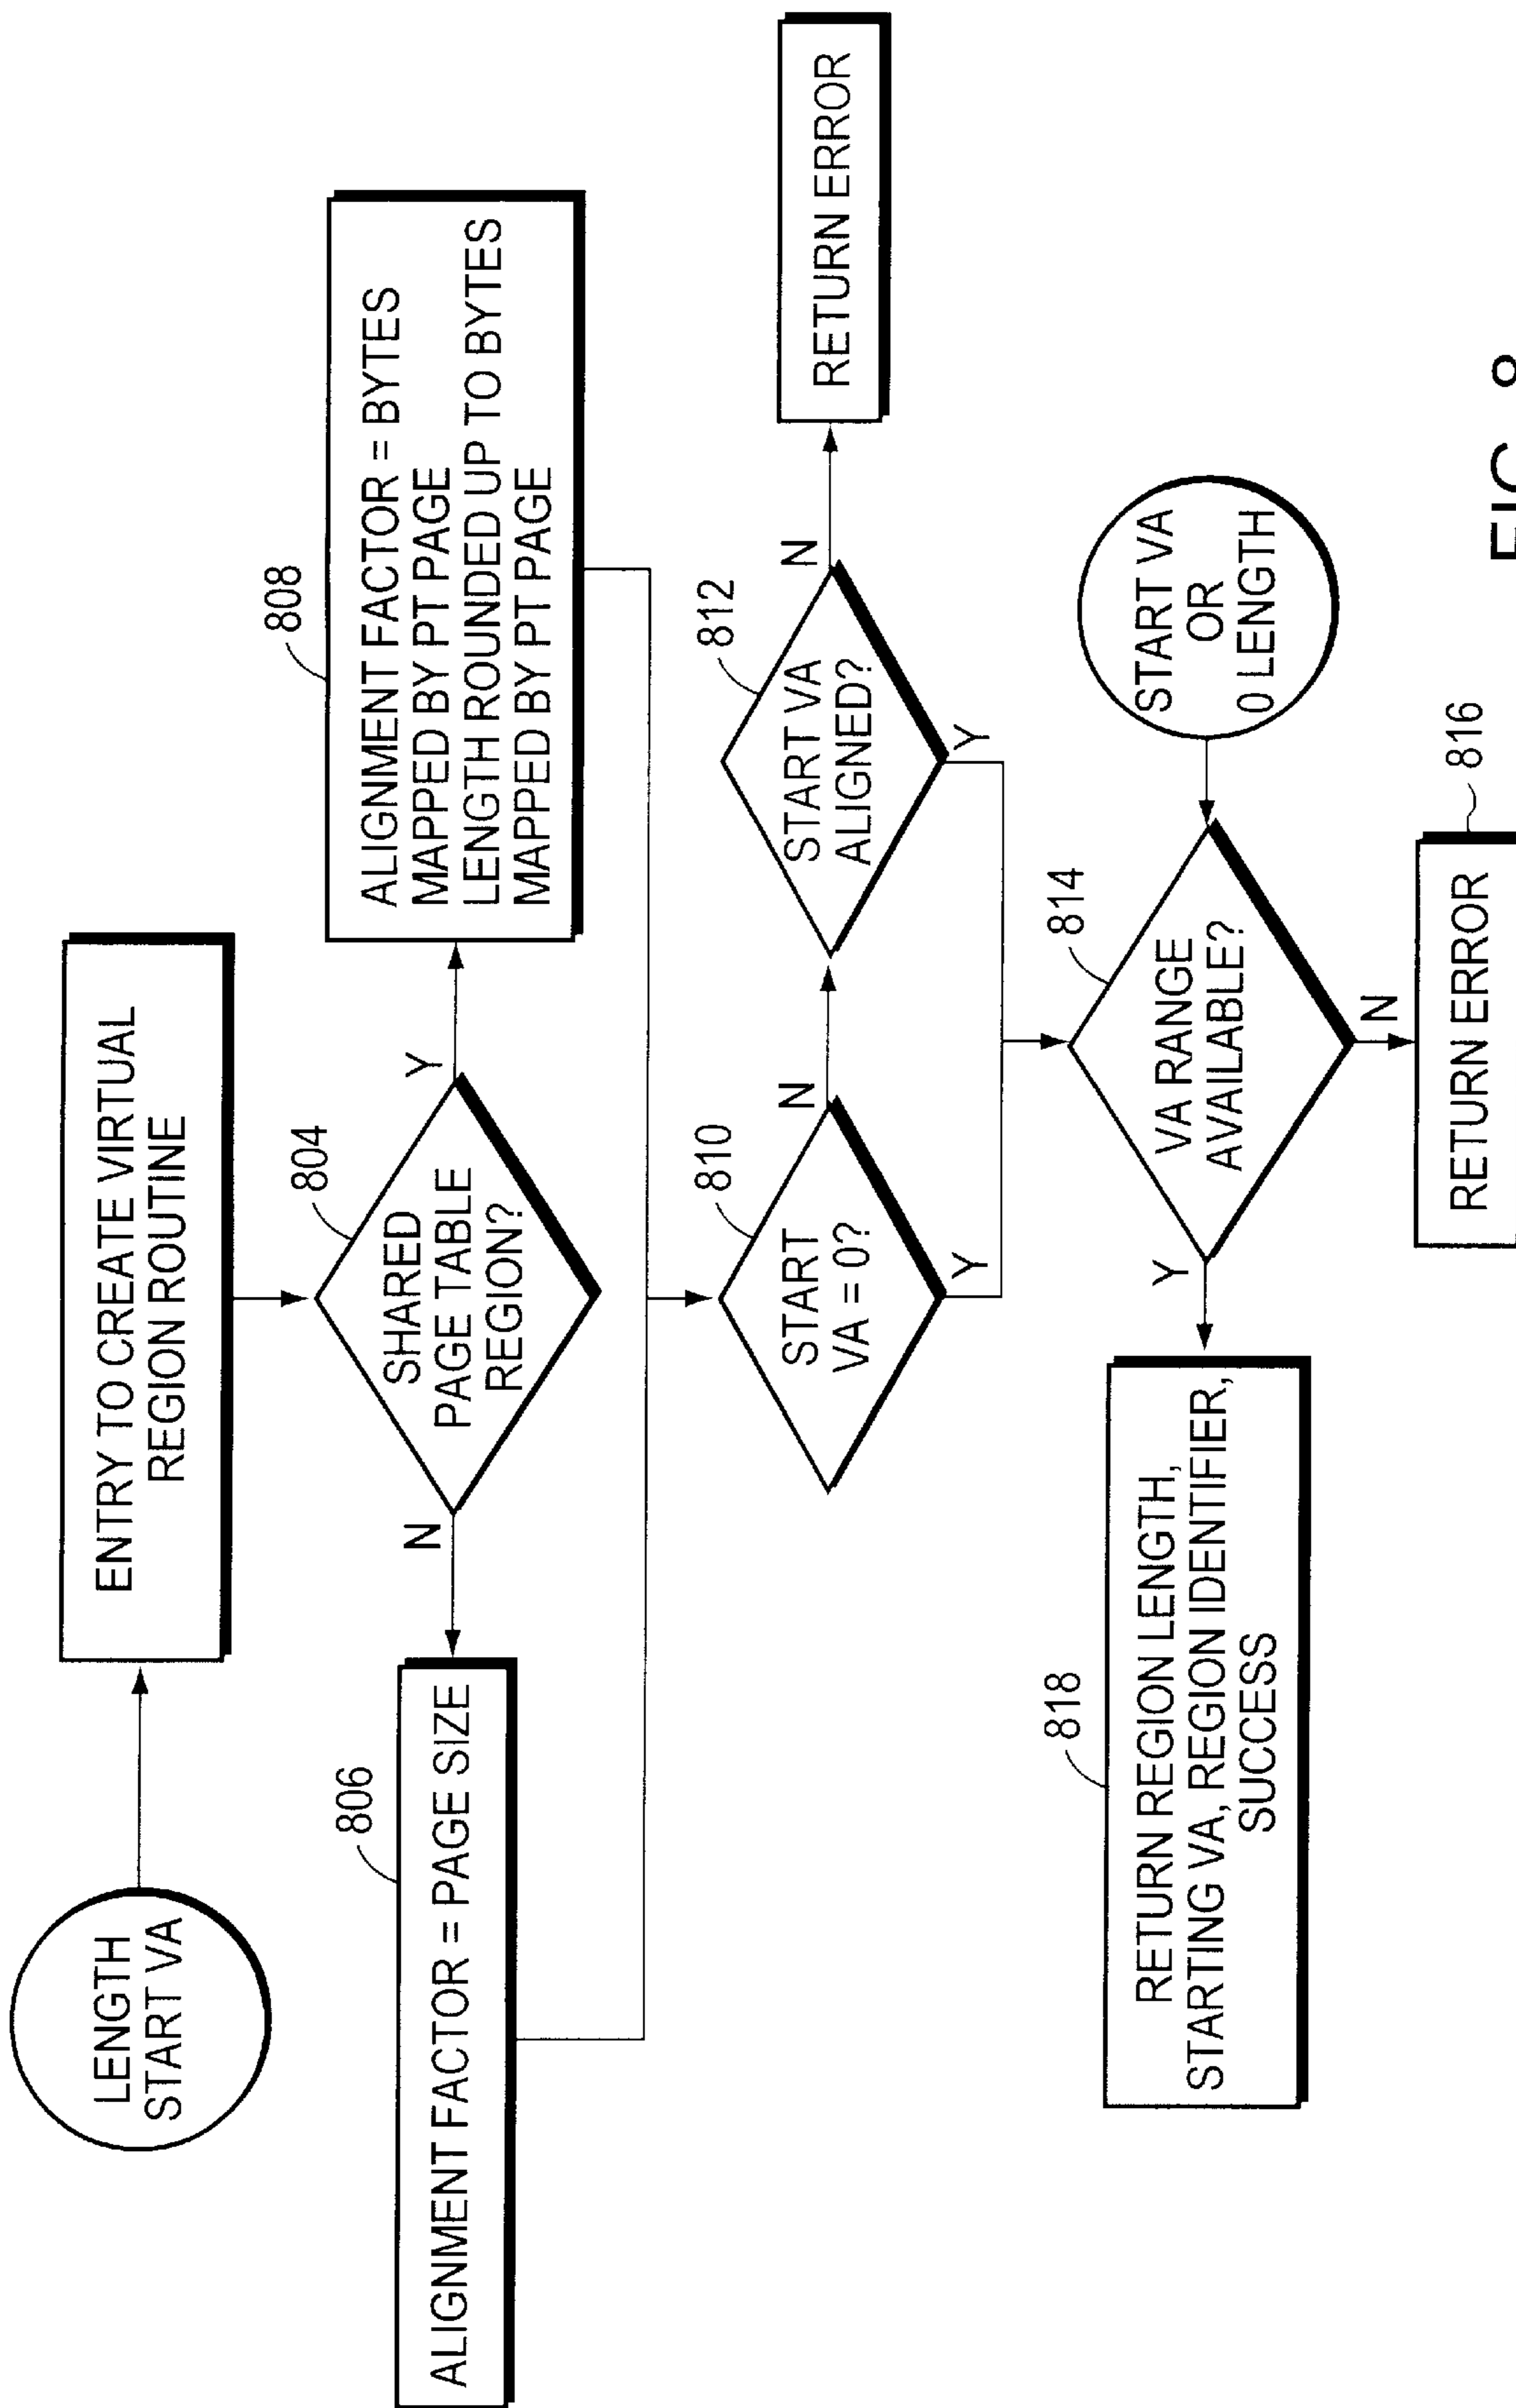 LENGTH
START VA
ENTRY TO CREATE VIRTUAL
REGION ROUTINE
804
SHARED
PAGE TABLE
REGION?
N
Y
806
ALIGNMENT FACTOR = PAGE SIZE
808
ALIGNMENT FACTOR = BYTES
MAPPED BY PT PAGE
LENGTH ROUNDED UP TO BYTES
MAPPED BY PT PAGE
810
START
VA = 0?
N
Y
812
START VA
ALIGNED?
N
Y
RETURN ERROR
814
VA RANGE
AVAILABLE?
Y
N
START VA
OR
0 LENGTH
818
RETURN REGION LENGTH,
STARTING VA, REGION IDENTIFIER,
SUCCESS
816
RETURN ERROR
FIG. 8